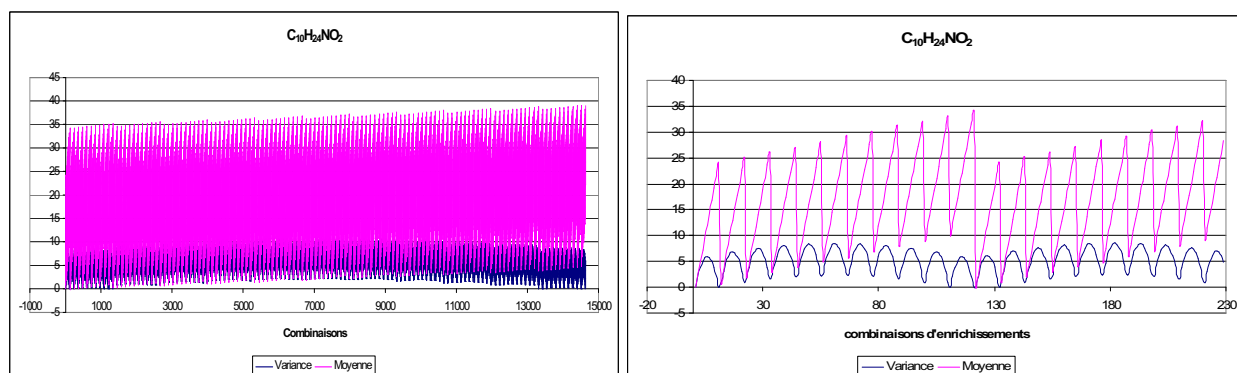 C₁₀H₂₄NO₂
45
40
35
30
25
20
15
10
5
0
-5
-1000 1000 3000 5000 7000 9000 11000 13000 15000
Combinaisons
Variance Moyenne
C₁₀H₂₄NO₂
40
35
30
25
20
15
10
5
0
-5
-20 30 80 130 180 230
combinaisons d'enrichissements
Variance Moyenne